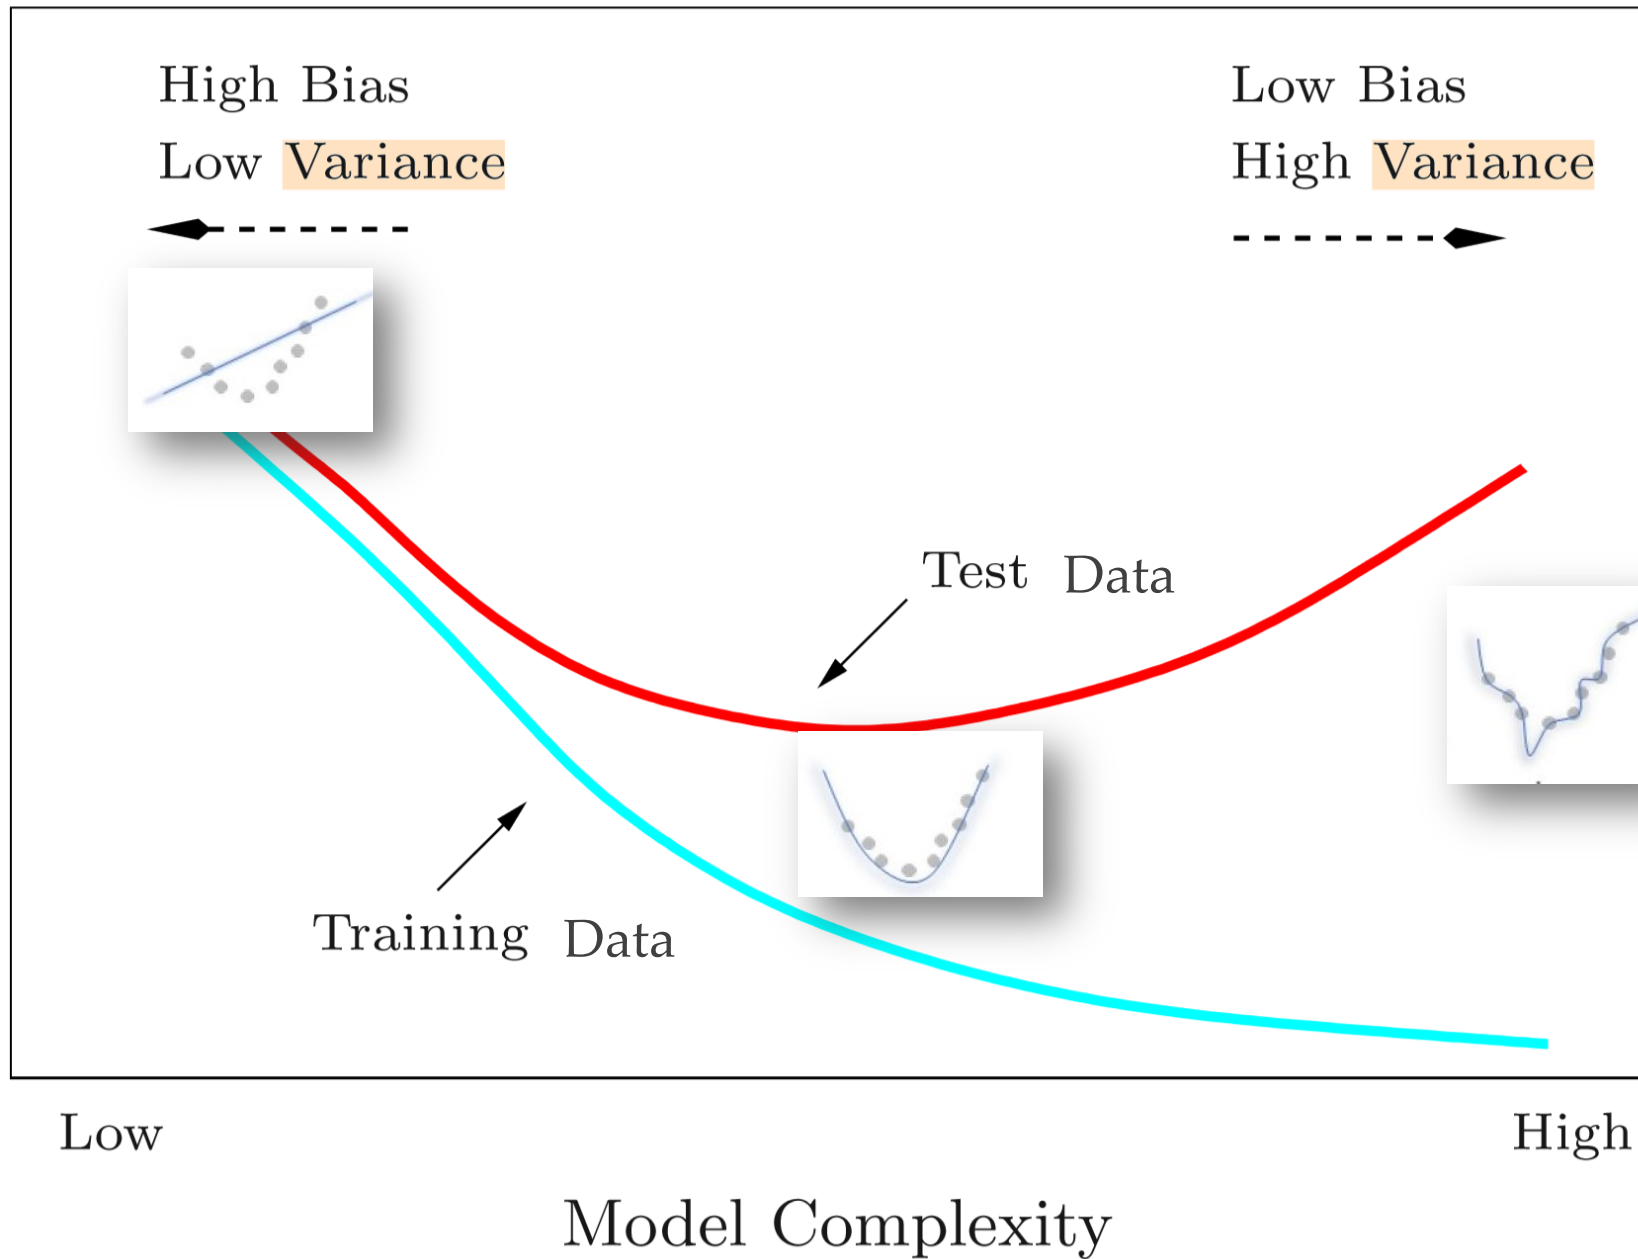 High Bias
Low Variance
Low Bias
High Variance
Test Data
Training Data
Low
High
Model Complexity